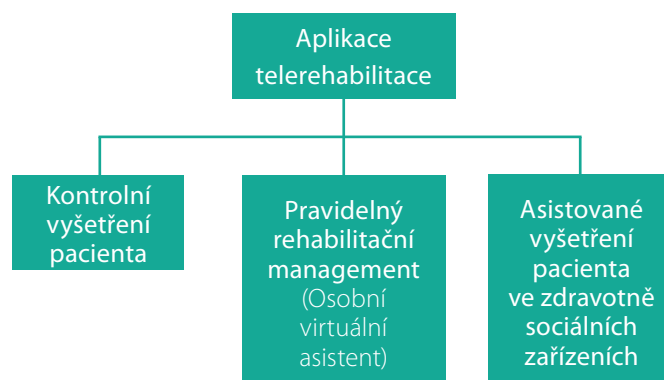 Aplikace
telerehabilitace
Kontrolní
vyšetření
pacienta
Pravidelný
rehabilitační
management
(Osobní
virtuální
asistent)
Asistované
vyšetření
pacienta
ve zdravotně
sociálních
zařízeních